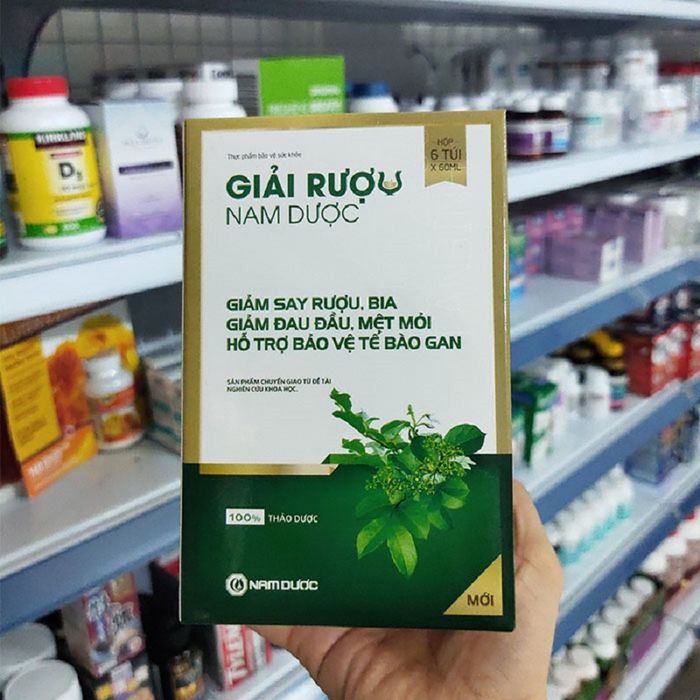 Thực phẩm bảo vệ sức khỏe
HỘP
6 TÚI
X 60ML
GIẢI RƯỢU
NAM DƯỢC
GIẢM SAY RƯỢU, BIA
GIẢM ĐAU ĐẦU, MỆT MỎI
HỖ TRỢ BẢO VỆ TẾ BÀO GAN
SẢN PHẨM CHUYỂN GIAO TỪ ĐỀ TÀI
NGHIÊN CỨU KHOA HỌC.
100% THẢO DƯỢC
NAM DƯỢC
MỚI
KIRKLAND
D3